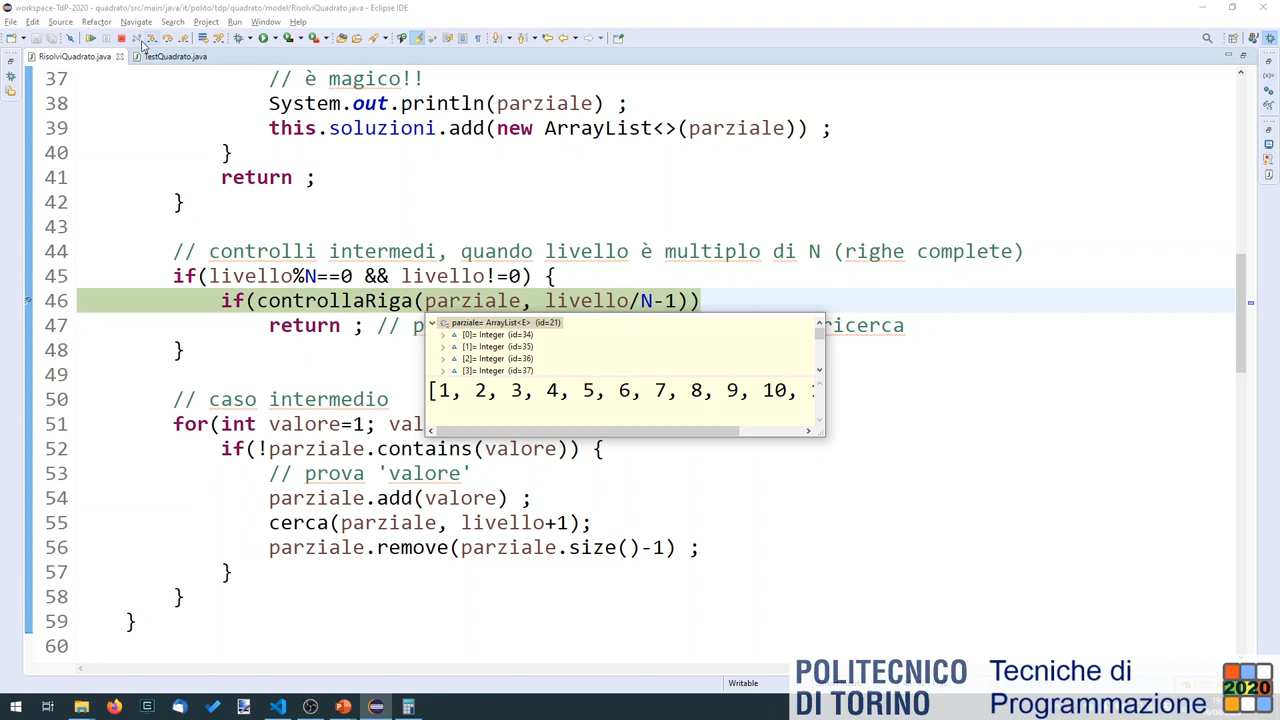 workspace-TdP-2020 - quadrato/src/main/java/it/polito/tdp/quadrato/model/RisolviQuadrato.java - Eclipse IDE
File Edit Source Refactor Navigate Search Project Run Window Help
RisolviQuadrato.java TestQuadrato.java
37 // è magico!!
38 System.out.println(parziale) ;
39 this.soluzioni.add(new ArrayList<>(parziale)) ;
40 }
41 return ;
42 }
43
44 // controlli intermedi, quando livello è multiplo di N (righe complete)
45 if(livello%N==0 && livello!=0) {
46 if(controllaRiga(parziale, livello/N-1))
parziale= ArrayList<E> (id=21)
47 return ; // p ricerca
[0]= Integer (id=34)
[1]= Integer (id=35)
48 }
[2]= Integer (id=36)
[3]= Integer (id=37)
49
[1, 2, 3, 4, 5, 6, 7, 8, 9, 10,
50 // caso intermedio
51 for(int valore=1; val
52 if(!parziale.contains(valore)) {
53 // prova 'valore'
54 parziale.add(valore) ;
55 cerca(parziale, livello+1);
56 parziale.remove(parziale.size()-1) ;
57 }
58 }
59 }
60
Writable
POLITECNICO
DI TORINO
Tecniche di
Programmazione
2020